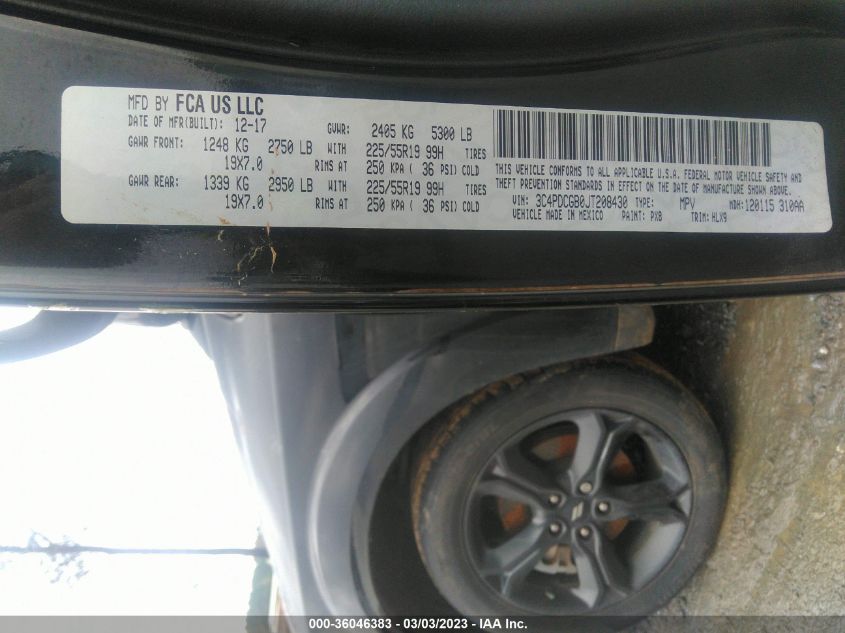 MFD BY FCA US LLC
DATE OF MFR(BUILT): 12-17 GVWR: 2405 KG 5300 LB
GAWR FRONT: 1248 KG 2750 LB WITH 225/55R19 99H TIRES
19X7.0 RIMS AT 250 KPA ( 36 PSI) COLD
GAWR REAR: 1339 KG 2950 LB WITH 225/55R19 99H TIRES
19X7.0 RIMS AT 250 KPA ( 36 PSI) COLD
THIS VEHICLE CONFORMS TO ALL APPLICABLE U.S.A. FEDERAL MOTOR VEHICLE SAFETY AND
THEFT PREVENTION STANDARDS IN EFFECT ON THE DATE OF MANUFACTURE SHOWN ABOVE.
VIN: 3C4PDCGB0JT208430 TYPE: MPV MDH: 120115 310AA
VEHICLE MADE IN MEXICO PAINT: PX8 TRIM: HLX9
000-36046383 - 03/03/2023 - IAA Inc.